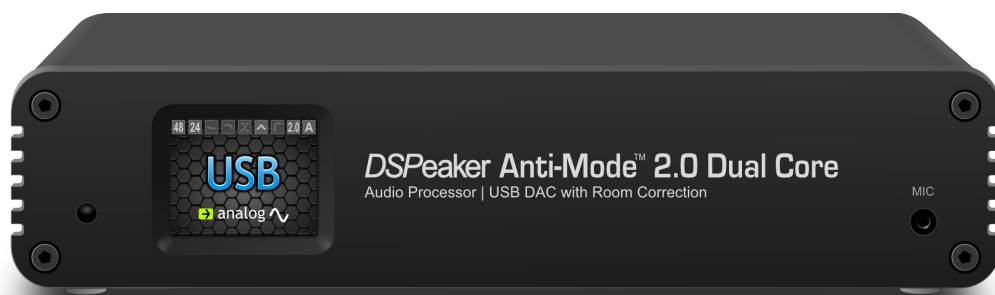 48 24 2.0 A
USB
analog
DSPeaker Anti-Mode™ 2.0 Dual Core
Audio Processor | USB DAC with Room Correction
MIC